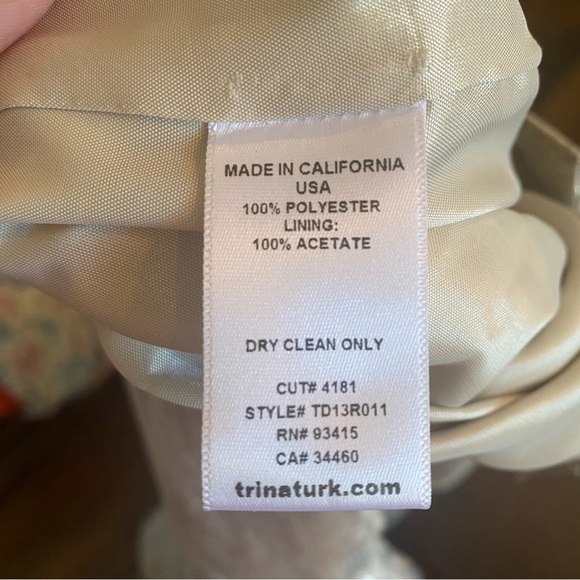 MADE IN CALIFORNIA
USA
100% POLYESTER
LINING:
100% ACETATE
DRY CLEAN ONLY
CUT# 4181
STYLE# TD13R011
RN# 93415
CA# 34460
trinaturk.com